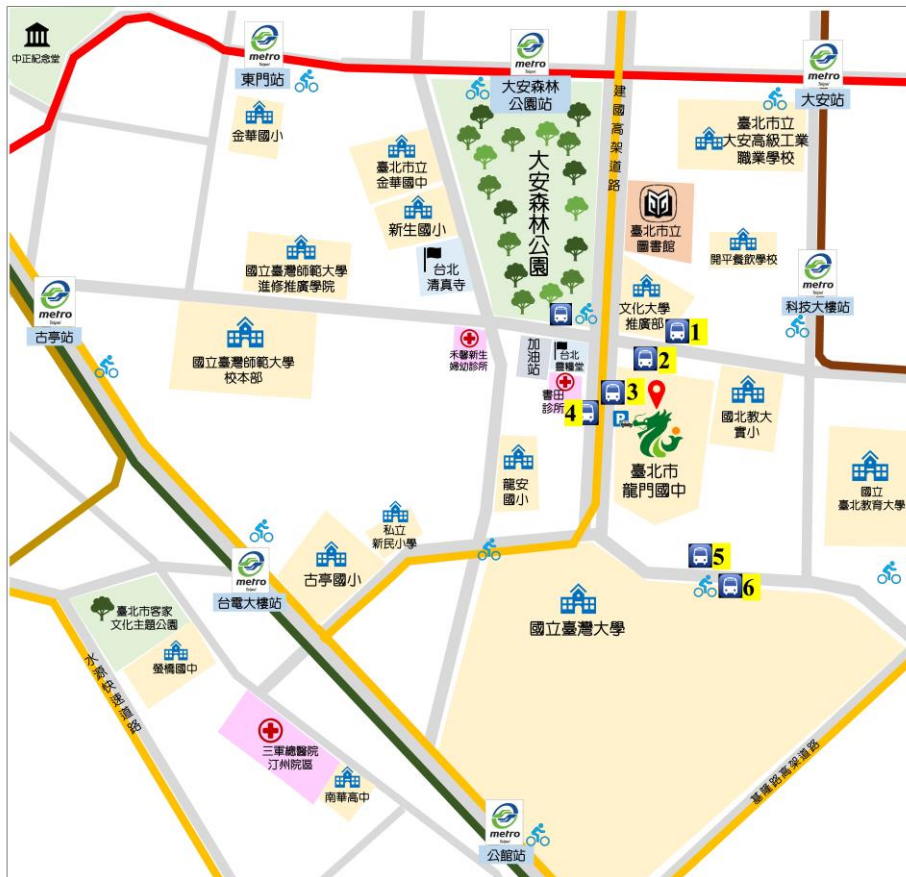 中正紀念堂
metro
Taipei
東門站
metro
Taipei
大安森林
公園站
metro
Taipei
大安站
建國高架道路
金華國小
臺北市立
金華國中
新生國小
台北
清真寺
大安森林公園
臺北市立
大安高級工業
職業學校
臺北市立
圖書館
開平餐飲學校
國立臺灣師範大學
進修推廣學院
文化大學
推廣部
metro
Taipei
科技大樓站
metro
Taipei
古亭站
國立臺灣師範大學
校本部
禾馨新生
婦幼診所
加油站
台北
靈糧堂
書田
診所
1
2
3
4
P
臺北市
龍門國中
國北教大
實小
龍安
國小
國立
臺北教育大學
私立
新民小學
古亭國小
metro
Taipei
台電大樓站
5
6
國立臺灣大學
臺北市客家
文化主題公園
螢橋國中
水源快速道路
三軍總醫院
汀州院區
南華高中
基隆路高架道路
metro
Taipei
公館站